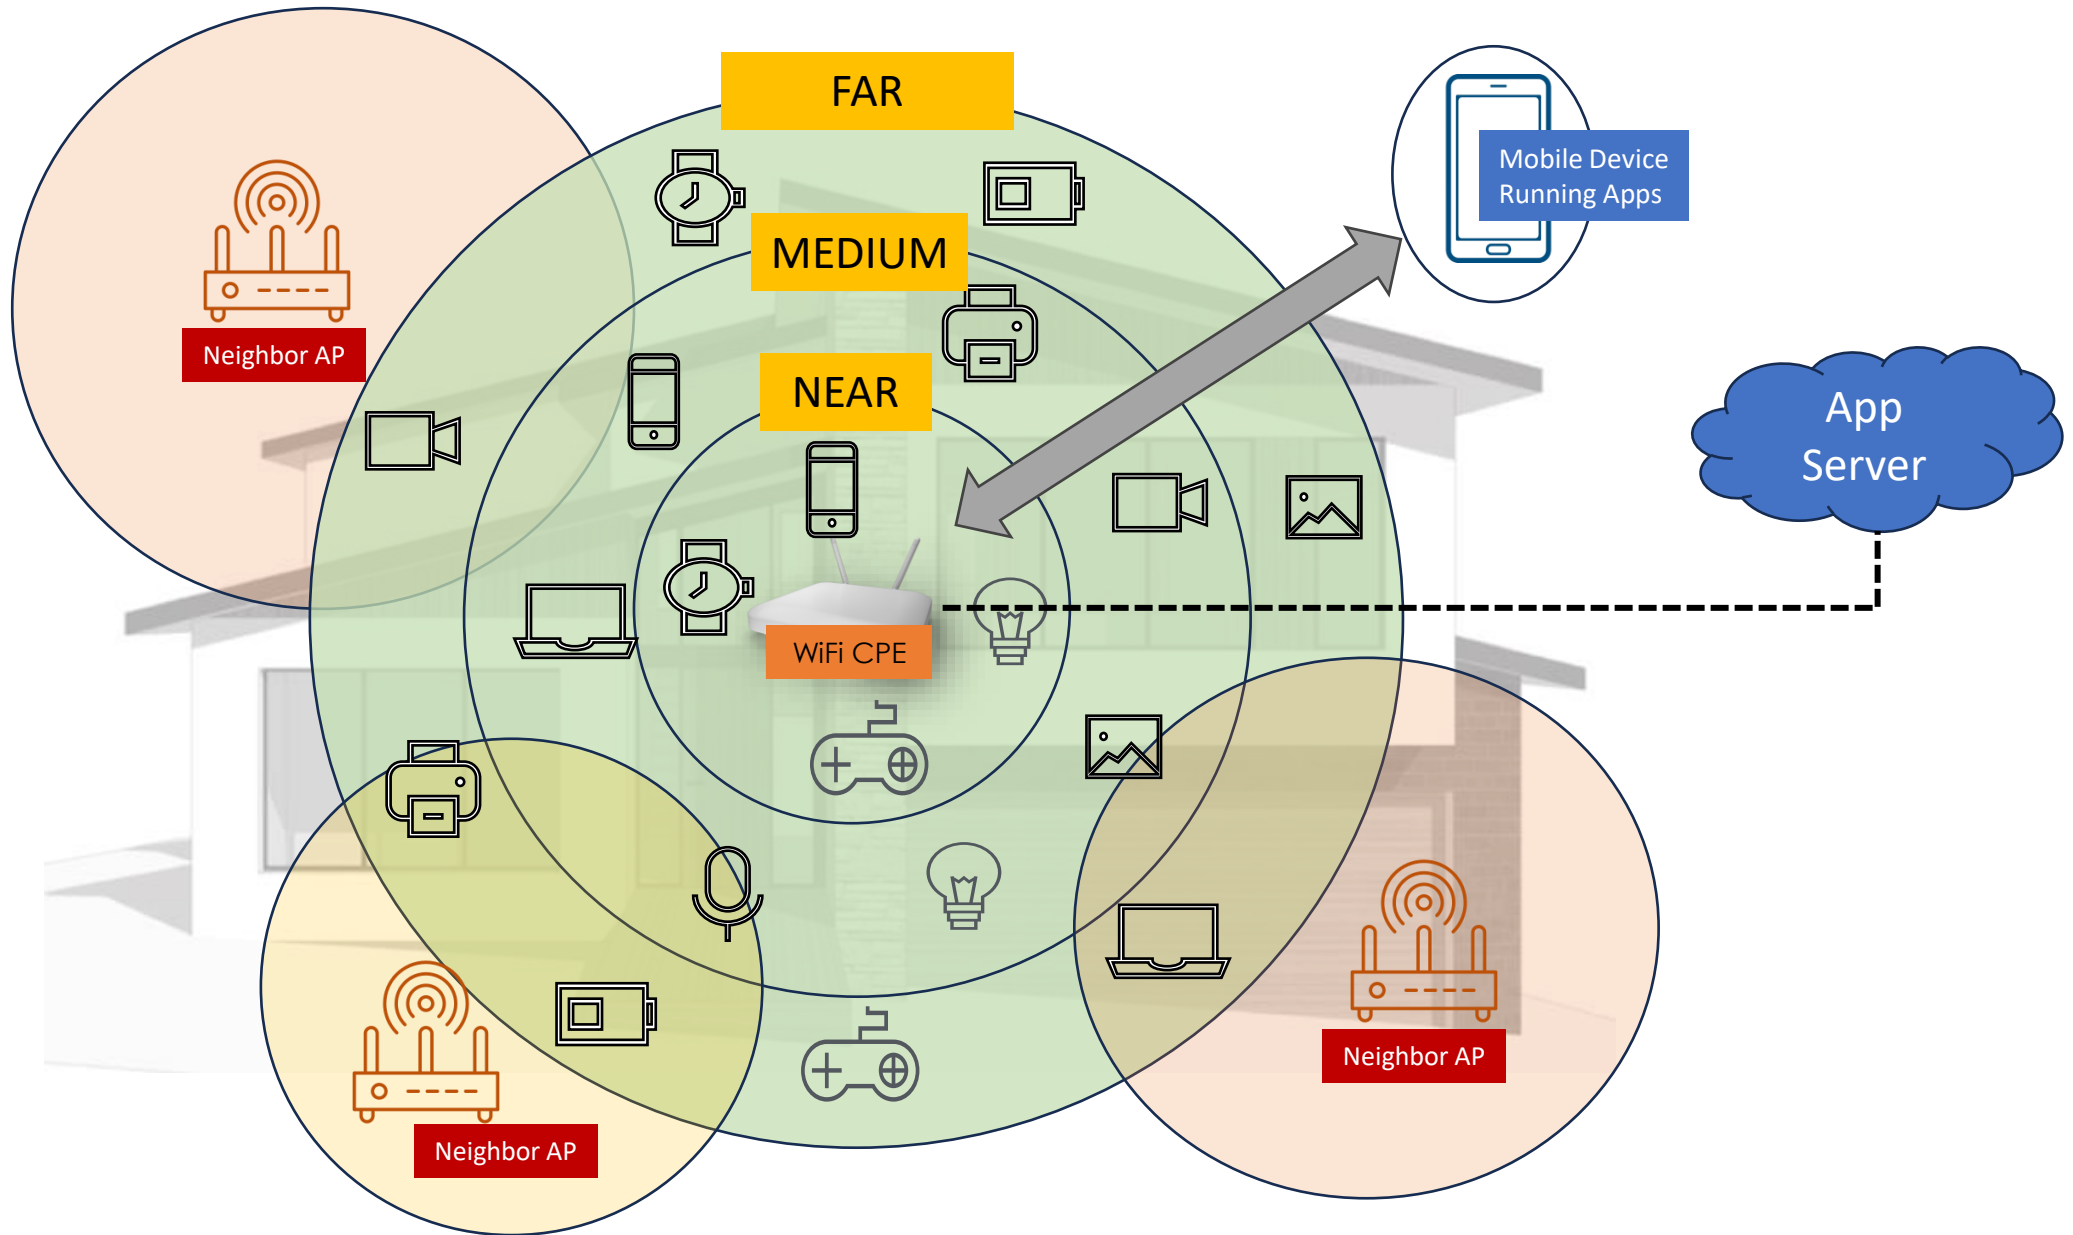 FAR
Mobile Device
Running Apps
MEDIUM
Neighbor AP
NEAR
App
Server
WiFi CPE
Neighbor AP
Neighbor AP